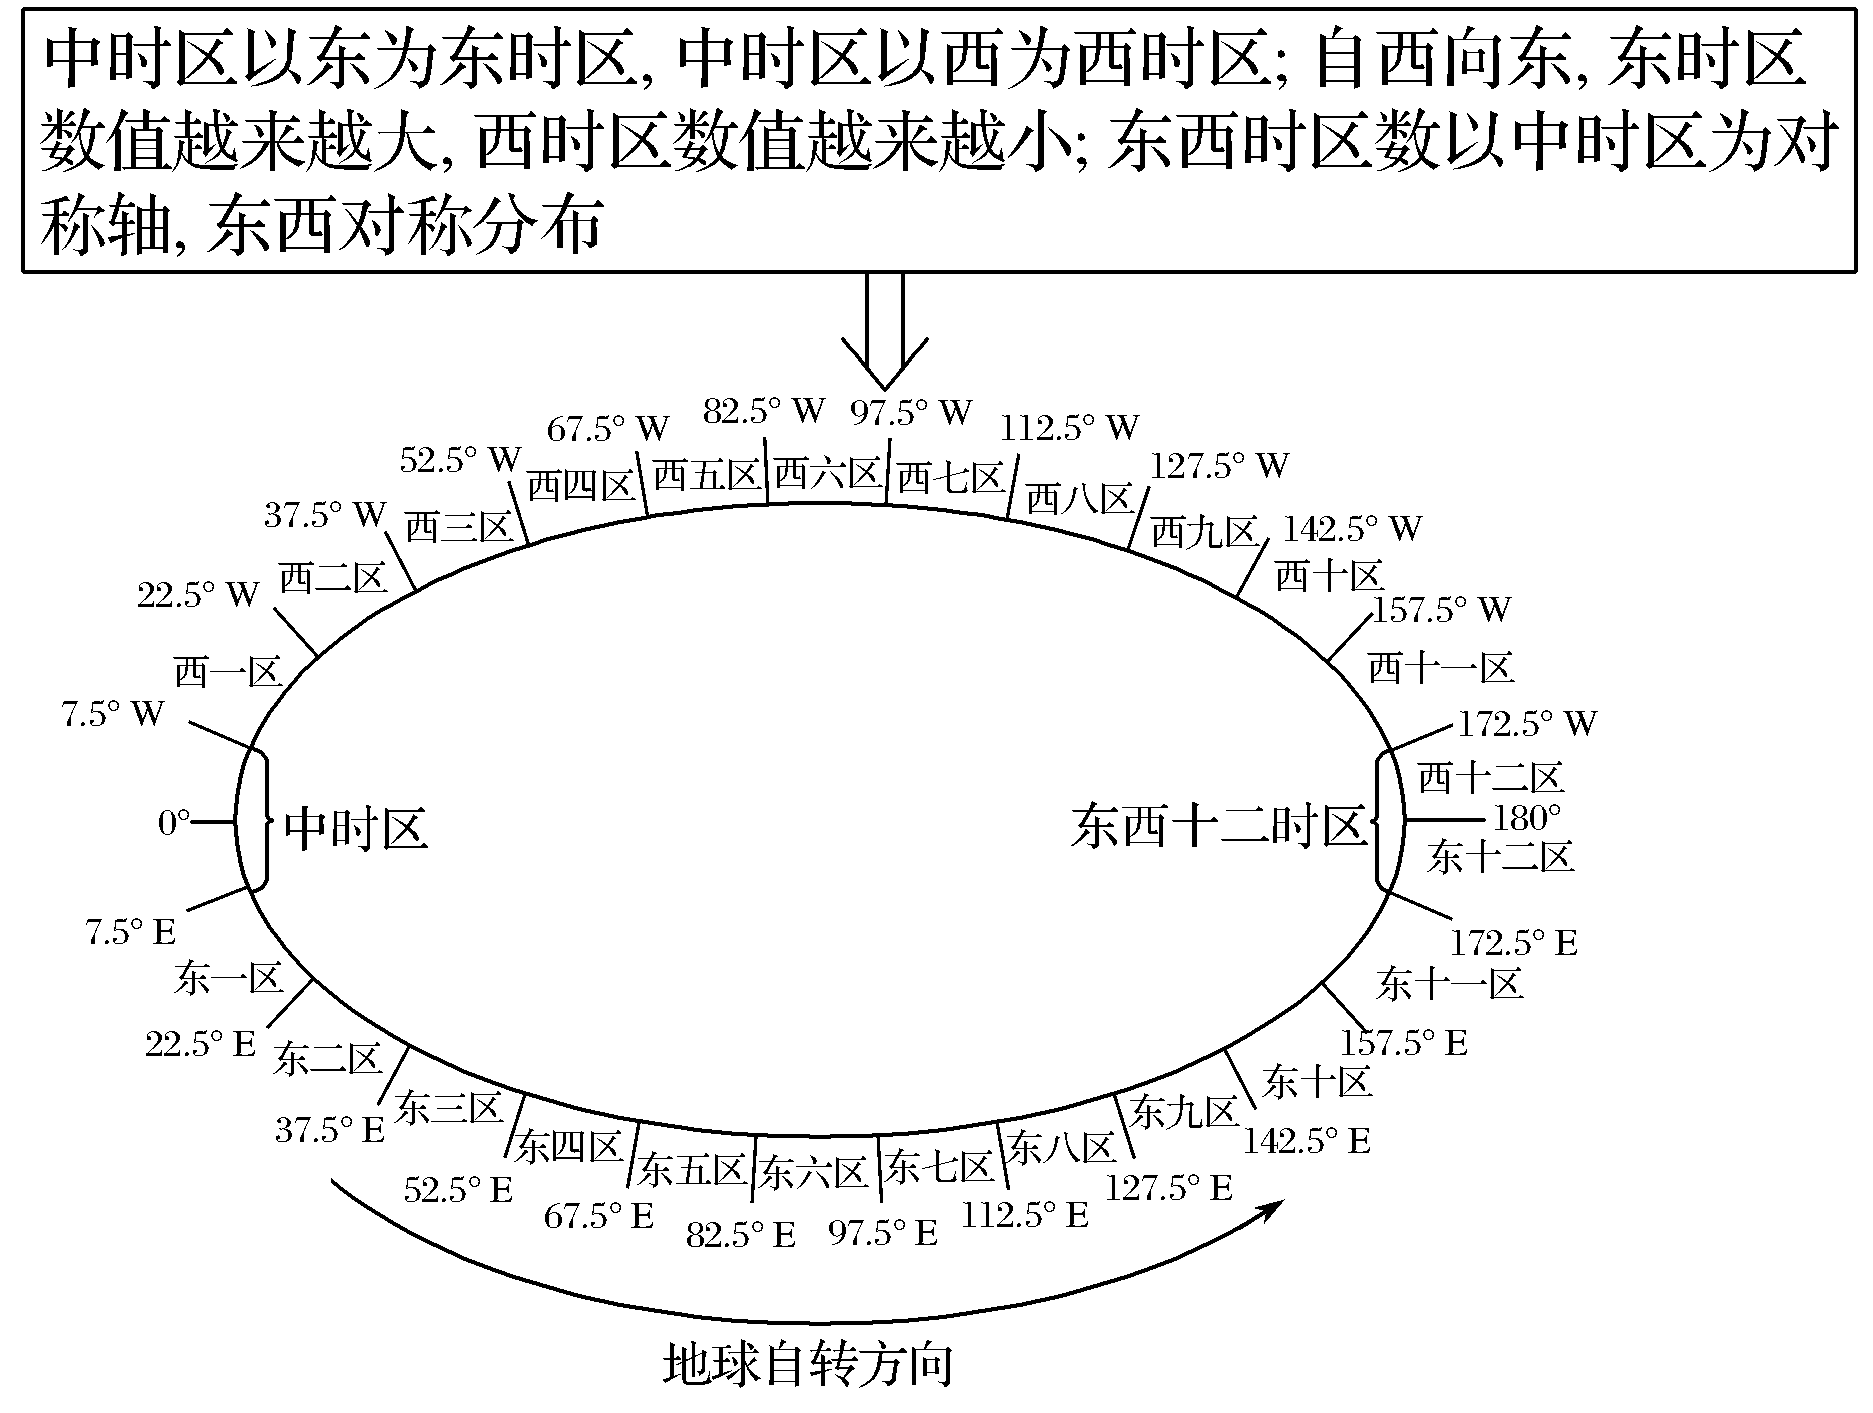 中时区以东为东时区, 中时区以西为西时区; 自西向东, 东时区
数值越来越大, 西时区数值越来越小; 东西时区数以中时区为对
称轴, 东西对称分布
82.5° W
97.5° W
67.5° W
112.5° W
52.5° W
西四区
西五区
西六区
西七区
西八区
127.5° W
37.5° W
西三区
西九区
142.5° W
22.5° W
西二区
西十区
157.5° W
西一区
西十一区
7.5° W
172.5° W
西十二区
0°
中时区
东西十二时区
180°
东十二区
7.5° E
172.5° E
东一区
东十一区
22.5° E
东二区
157.5° E
37.5° E
东三区
东十区
东四区
东九区
142.5° E
52.5° E
东五区
东六区
东七区
东八区
127.5° E
67.5° E
82.5° E
97.5° E
112.5° E
地球自转方向